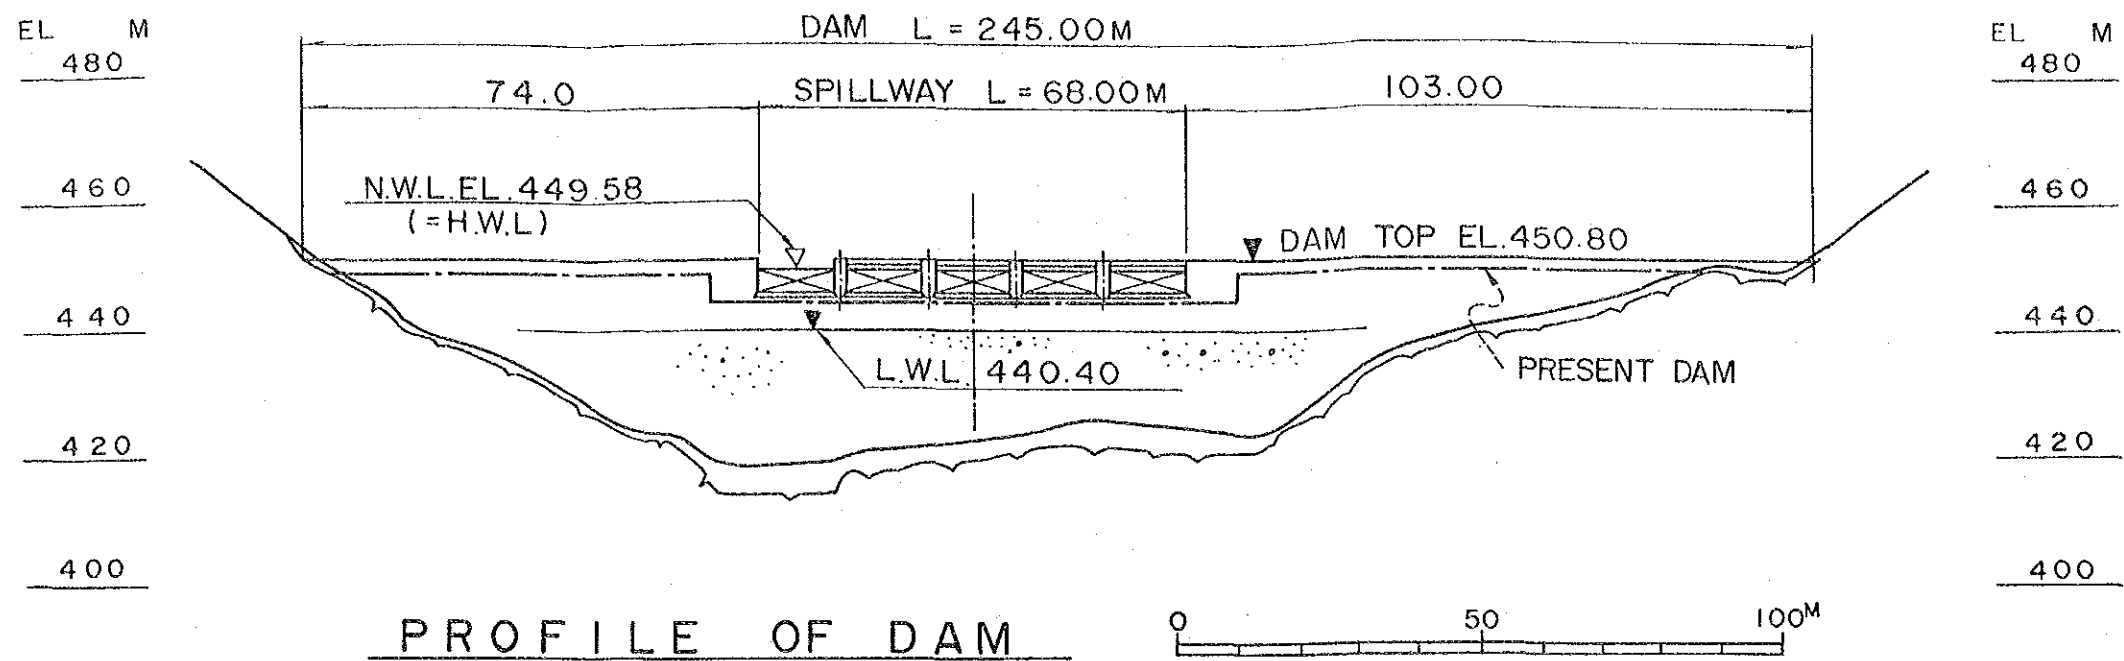 EL M
DAM L = 245.00M
EL M
480
74.0
SPILLWAY L = 68.00M
103.00
480
460
N.W.L.EL.449.58
(=H.W.L)
460
DAM TOP EL.450.80
440
440
L.W.L. 440.40
PRESENT DAM
420
420
400
400
PROFILE OF DAM
0 50 100M